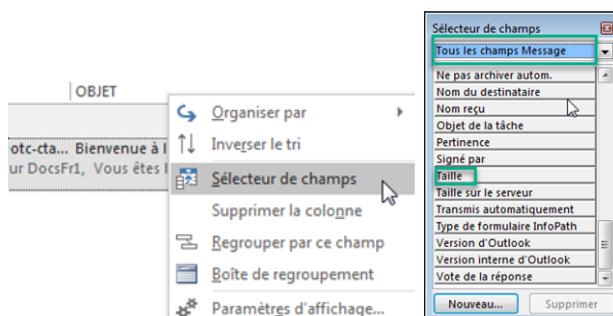 OBJET
otc-cta... Bienvenue à l
ur DocsFr1, Vous êtes l
Organiser par
Inverser le tri
Sélecteur de champs
Supprimer la colonne
Regrouper par ce champ
Boîte de regroupement
Paramètres d'affichage...
Sélecteur de champs
Tous les champs Message
Ne pas archiver autom.
Nom du destinataire
Nom reçu
Objet de la tâche
Pertinence
Signé par
Taille
Taille sur le serveur
Transmis automatiquement
Type de formulaire InfoPath
Version d'Outlook
Version interne d'Outlook
Vote de la réponse
Nouveau... Supprimer